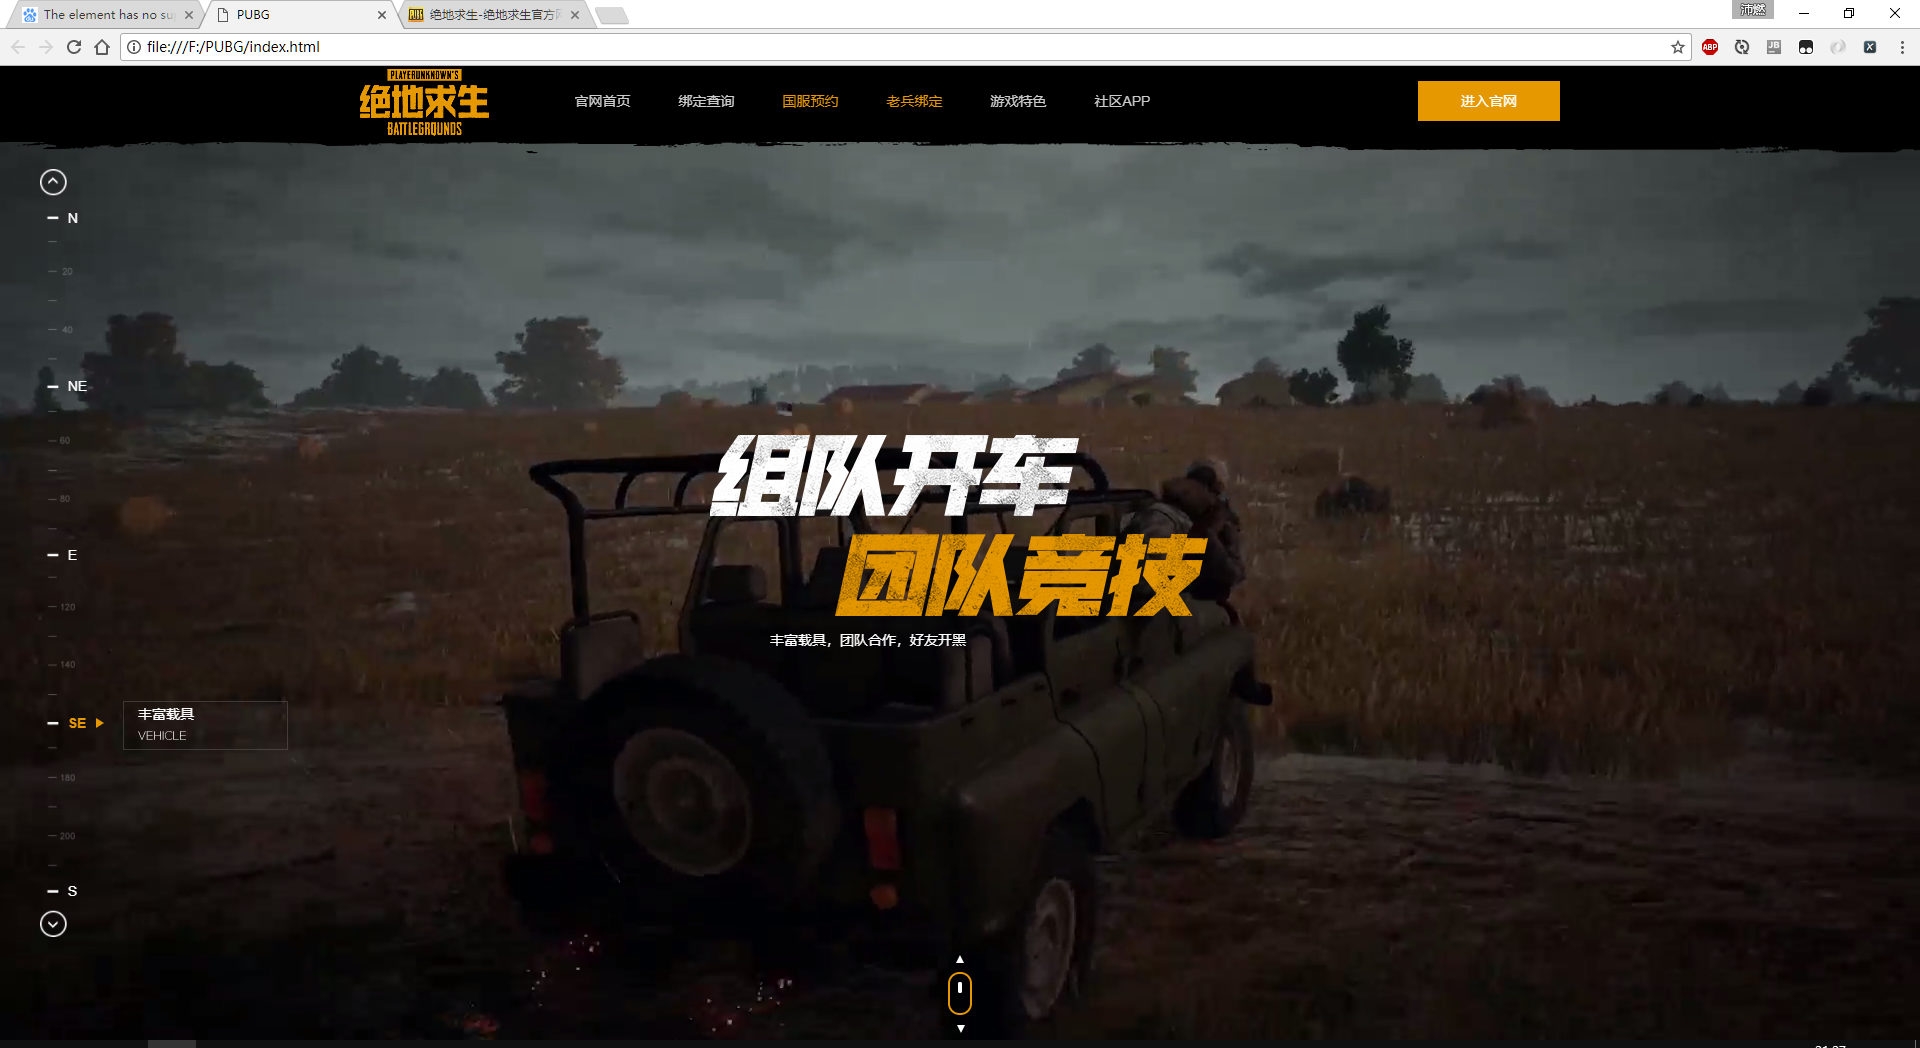 The element has no su
PUBG
绝地求生-绝地求生官方
沛燃
file:///F:/PUBG/index.html
ABP
JB
X
PLAYERUNKNOWN'S
绝地求生
BATTLEGROUNDS
官网首页
绑定查询
国服预约
老兵绑定
游戏特色
社区APP
进入官网
N
20
40
NE
60
80
E
120
140
SE
丰富载具
VEHICLE
180
200
S
组队开车
团队竞技
丰富载具，团队合作，好友开黑